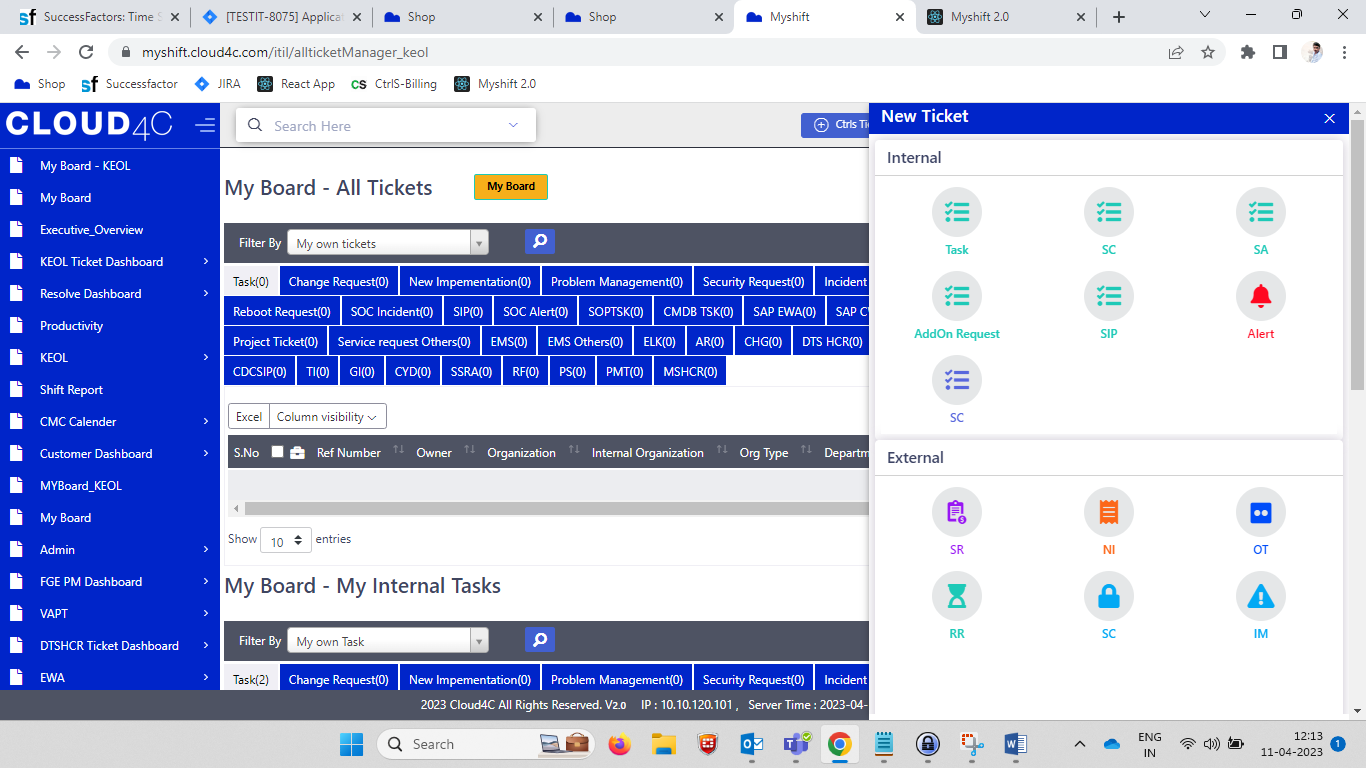 SuccessFactors: Time S
[TESTIT-8075] Applicat
Shop
Shop
Myshift
Myshift 2.0
myshift.cloud4c.com/itil/allticketManager_keol
Shop
Successfactor
JIRA
React App
CtrlS-Billing
Myshift 2.0
CLOUD4C
My Board - KEOL
My Board
Executive_Overview
KEOL Ticket Dashboard
Resolve Dashboard
Productivity
KEOL
Shift Report
CMC Calender
Customer Dashboard
MYBoard_KEOL
My Board
Admin
FGE PM Dashboard
VAPT
DTSHCR Ticket Dashboard
EWA
Search Here
Ctrls Ti
My Board - All Tickets
My Board
Filter By
My own tickets
Task(0) Change Request(0) New Impementation(0) Problem Management(0) Security Request(0) Incident
Reboot Request(0) SOC Incident(0) SIP(0) SOC Alert(0) SOPTSK(0) CMDB TSK(0) SAP EWA(0) SAP C
Project Ticket(0) Service request Others(0) EMS(0) EMS Others(0) ELK(0) AR(0) CHG(0) DTS HCR(0)
CDCSIP(0) TI(0) GI(0) CYD(0) SSRA(0) RF(0) PS(0) PMT(0) MSHCR(0)
Excel Column visibility
S.No Ref Number Owner Organization Internal Organization Org Type Departm
Show 10 entries
My Board - My Internal Tasks
Filter By
My own Task
Task(2) Change Request(0) New Impementation(0) Problem Management(0) Security Request(0) Incident
2023 Cloud4C All Rights Reserved. V2.0 IP : 10.10.120.101 , Server Time : 2023-04-
New Ticket
Internal
Task SC SA
AddOn Request SIP Alert
SC
External
SR NI OT
RR SC IM
Search
ENG
IN
12:13
11-04-2023
1